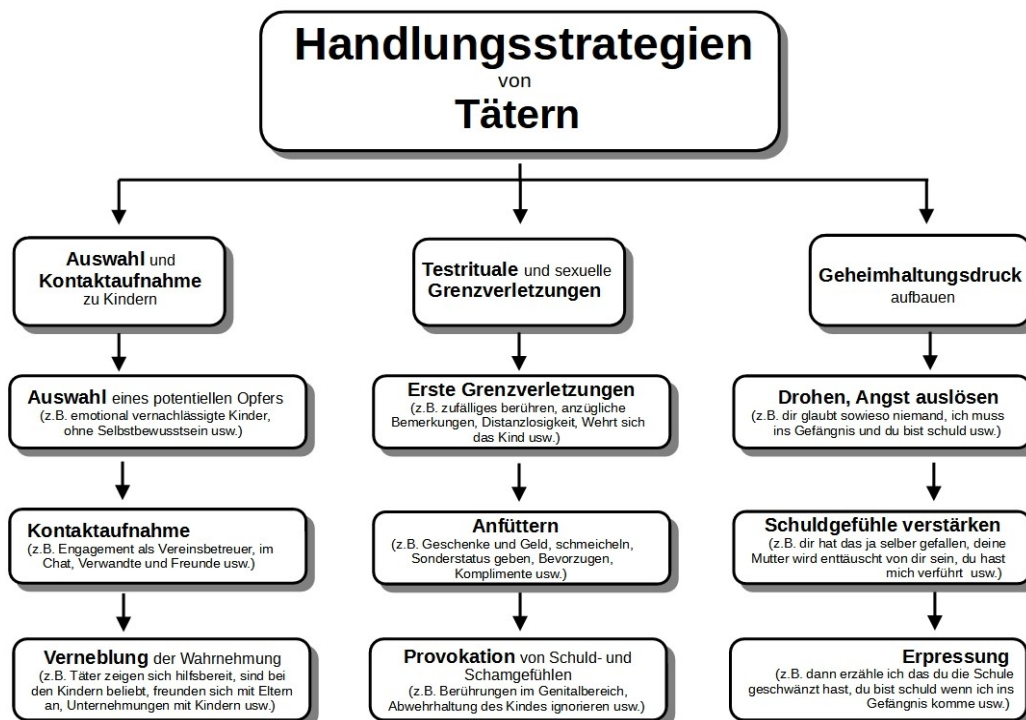 Handlungsstrategien
von
Tätern
Auswahl und
Kontaktaufnahme
zu Kindern
Auswahl eines potentiellen Opfers
(z.B. emotional vernachlässigte Kinder,
ohne Selbstbewusstsein usw.)
Kontaktaufnahme
(z.B. Engagement als Vereinsbetreuer, im
Chat, Verwandte und Freunde usw.)
Verneblung der Wahrnehmung
(z.B. Täter zeigen sich hilfsbereit, sind bei
den Kindern beliebt, freunden sich mit Eltern
an, Unternehmungen mit Kindern usw.)
Testrituale und sexuelle
Grenzverletzungen
Erste Grenzverletzungen
(z.B. zufälliges berühren, anzügliche
Bemerkungen, Distanzlosigkeit, Wehrt sich
das Kind usw.)
Anfüttern
(z.B. Geschenke und Geld, schmeicheln,
Sonderstatus geben, Bevorzugen,
Komplimente usw.)
Provokation von Schuld- und
Schamgefühlen
(z.B. Berührungen im Genitalbereich,
Abwehrhaltung des Kindes ignorieren usw.)
Geheimhaltungsdruck
aufbauen
Drohen, Angst auslösen
(z.B. dir glaubt sowieso niemand, ich muss
ins Gefängnis und du bist schuld usw.)
Schuldgefühle verstärken
(z.B. dir hat das ja selber gefallen, deine
Mutter wird enttäuscht von dir sein, du hast
mich verführt usw.)
Erpressung
(z.B. dann erzähle ich das du die Schule
geschwänzt hast, du bist schuld wenn ich ins
Gefängnis komme usw.)